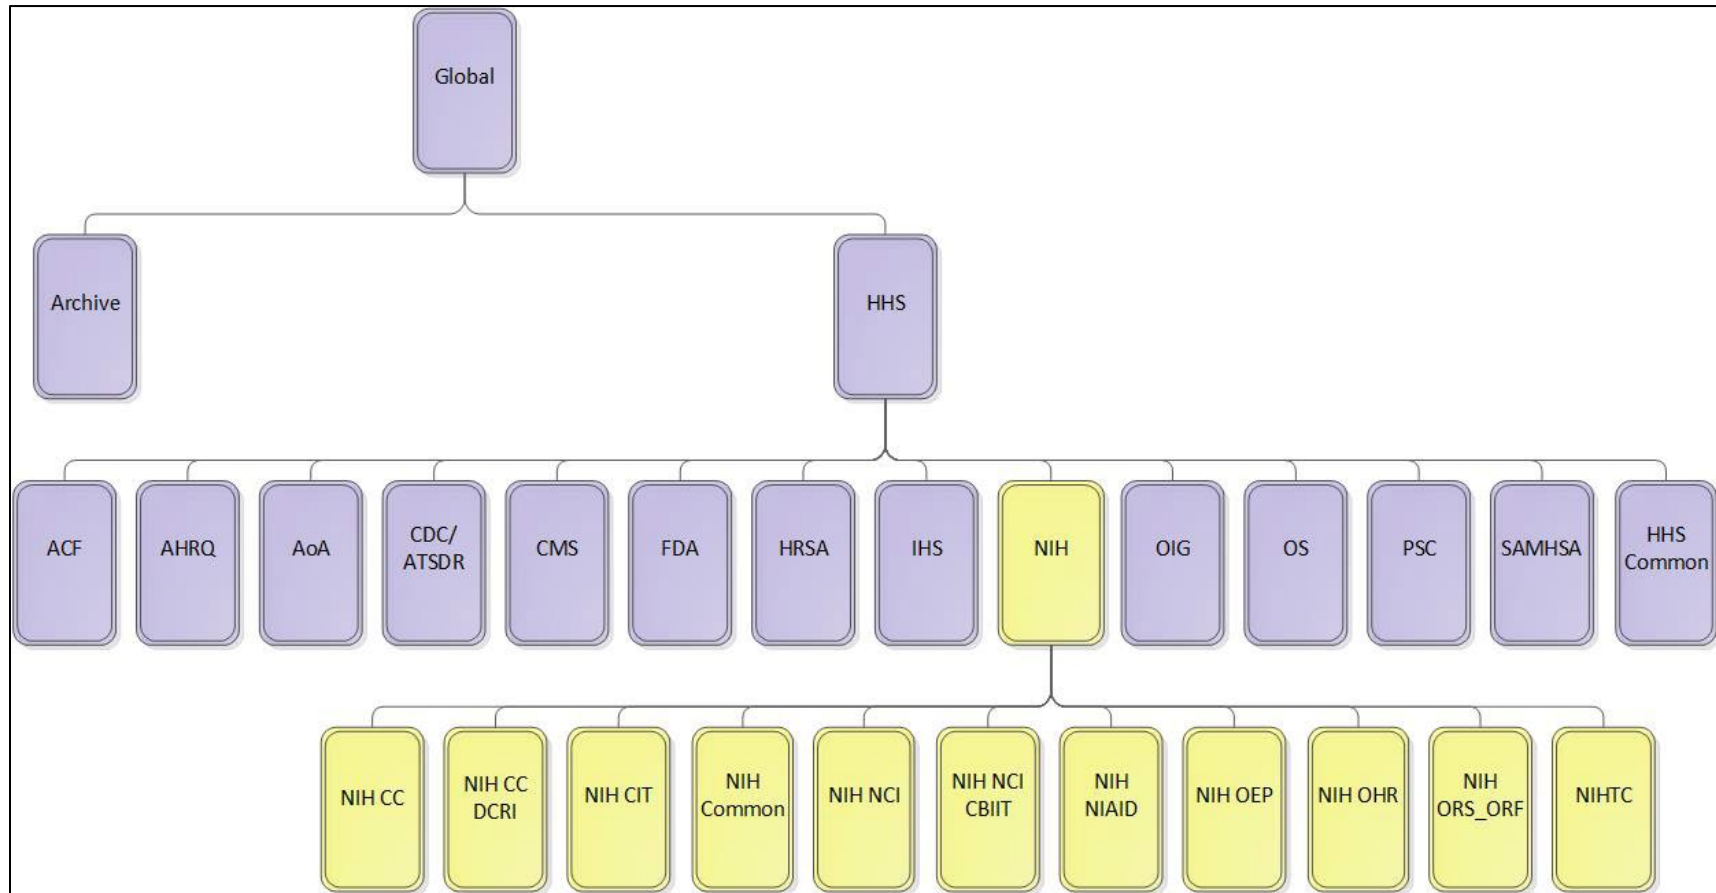 Global
Archive
HHS
ACF
AHRQ
AoA
CDC/
ATSDR
CMS
FDA
HRSA
IHS
NIH
OIG
OS
PSC
SAMHSA
HHS
Common
NIH CC
NIH CC
DCRI
NIH CIT
NIH
Common
NIH NCI
NIH NCI
CBIIT
NIH
NIAID
NIH OEP
NIH OHR
NIH
ORS_ORF
NIHTC